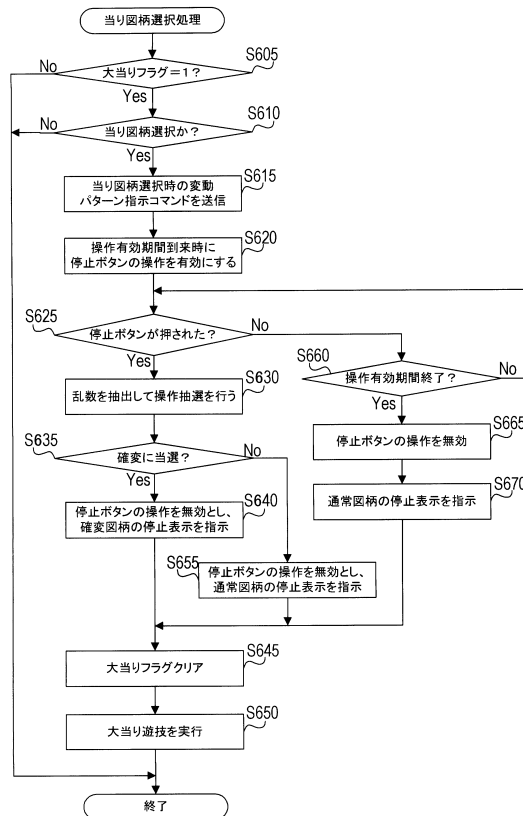 当り図柄選択処理
S605
大当りフラグ=1?
No
Yes
S610
当り図柄選択か?
No
Yes
S615
当り図柄選択時の変動
パターン指示コマンドを送信
S620
操作有効期間到来時に
停止ボタンの操作を有効にする
S625
停止ボタンが押された?
No
Yes
S660
操作有効期間終了?
No
Yes
S630
乱数を抽出して操作抽選を行う
S665
停止ボタンの操作を無効
S635
確変に当選?
No
Yes
S670
通常図柄の停止表示を指示
S640
停止ボタンの操作を無効とし、
確変図柄の停止表示を指示
S655
停止ボタンの操作を無効とし、
通常図柄の停止表示を指示
S645
大当りフラグクリア
S650
大当り遊技を実行
終了